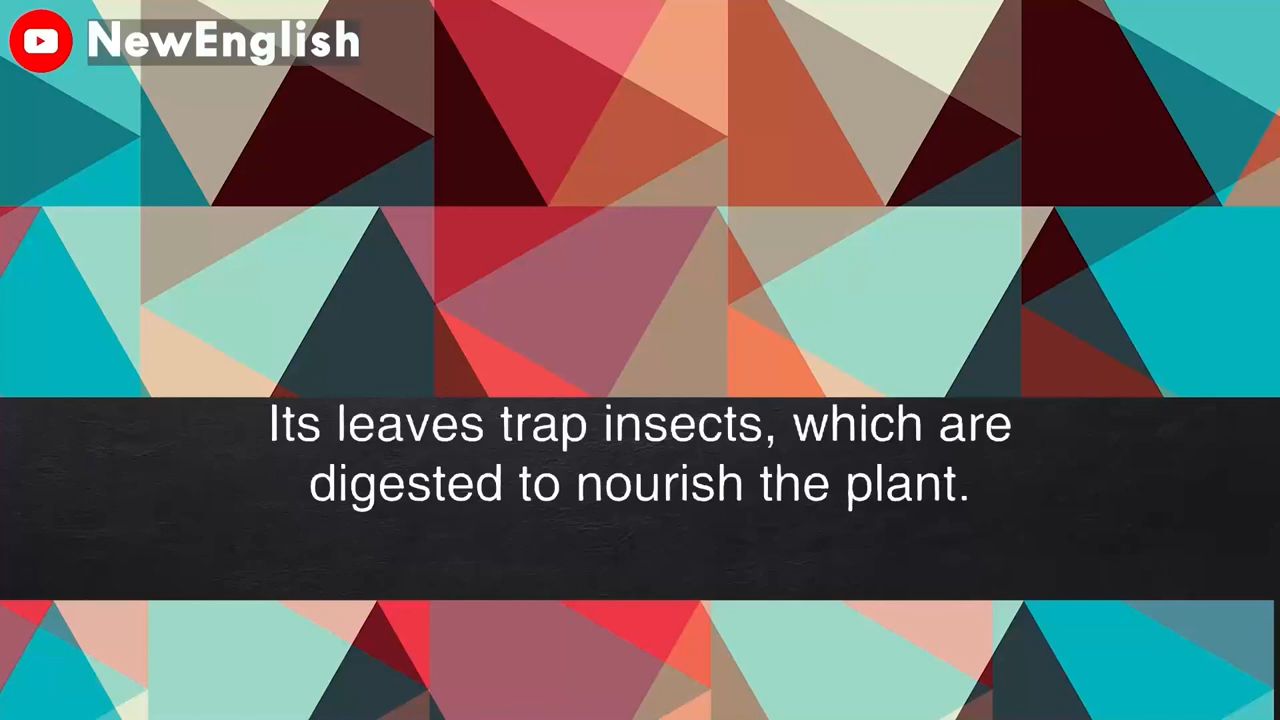 NewEnglish
Its leaves trap insects, which are
digested to nourish the plant.